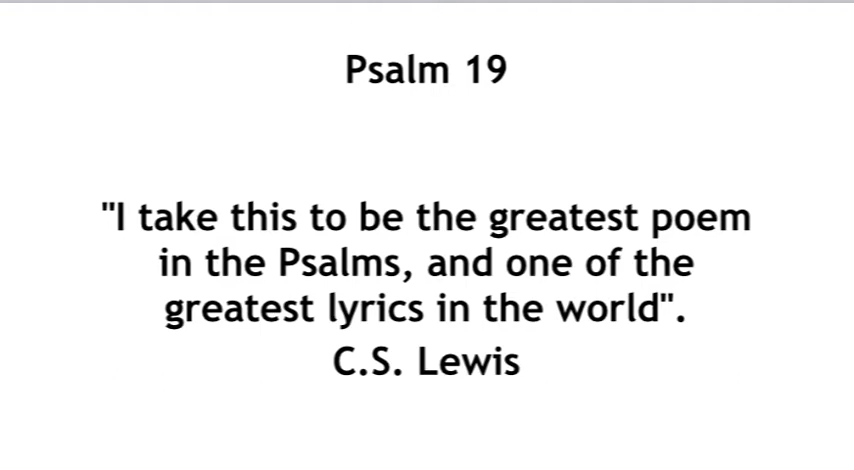 Psalm 19
"I take this to be the greatest poem
in the Psalms, and one of the
greatest lyrics in the world".
C.S. Lewis